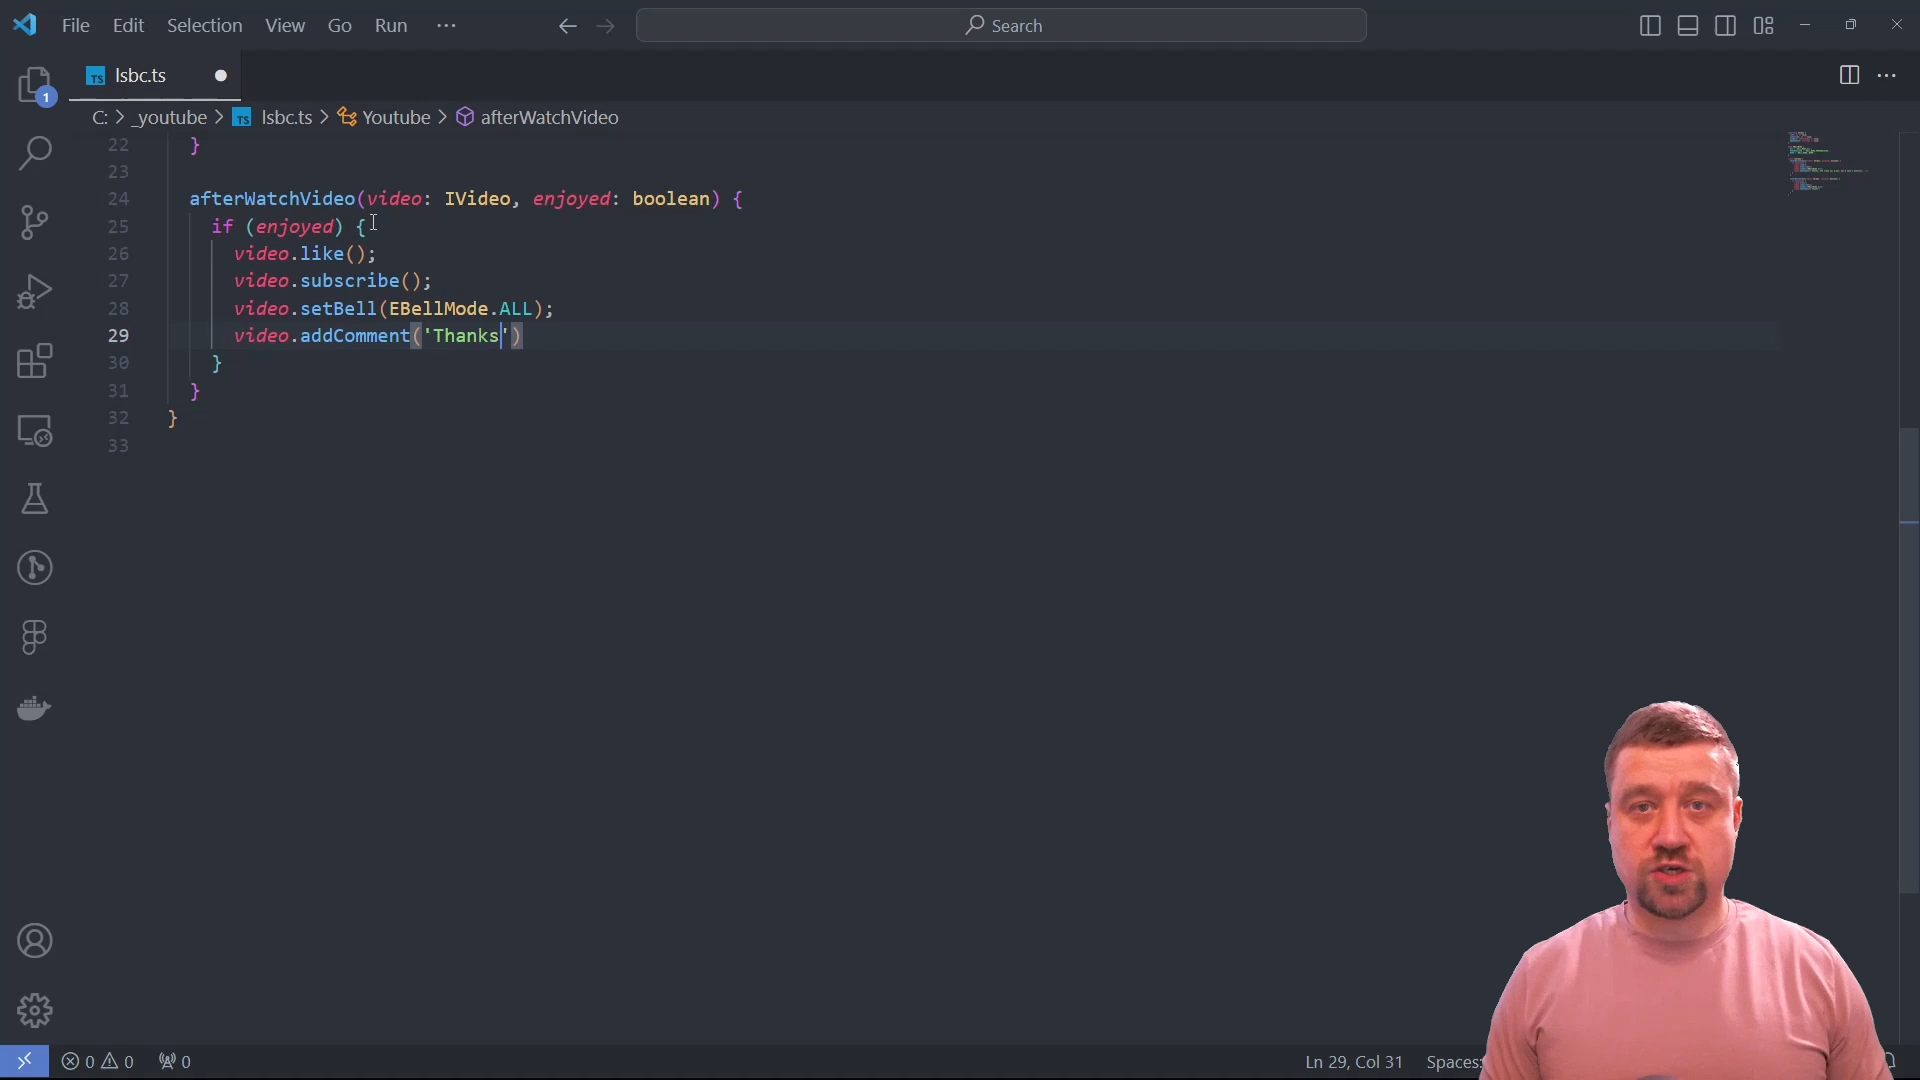 File Edit Selection View Go Run ··· Search
TS lsbc.ts
1
C: > _youtube > TS lsbc.ts > Youtube > afterWatchVideo
22 }
23
24 afterWatchVideo(video: IVideo, enjoyed: boolean) {
25 if (enjoyed) {
26 video.like();
27 video.subscribe();
28 video.setBell(EBellMode.ALL);
29 video.addComment('Thanks')
30 }
31 }
32 }
33
0 0 0 Ln 29, Col 31 Spaces: